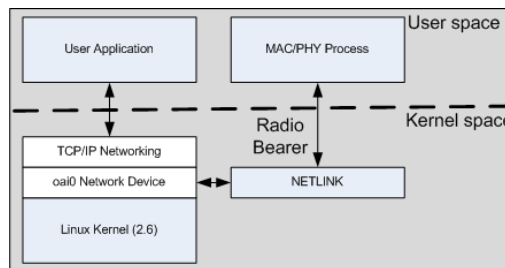 User Application
MAC/PHY Process
User space
Kernel space
Radio
Bearer
TCP/IP Networking
oai0 Network Device
NETLINK
Linux Kernel (2.6)